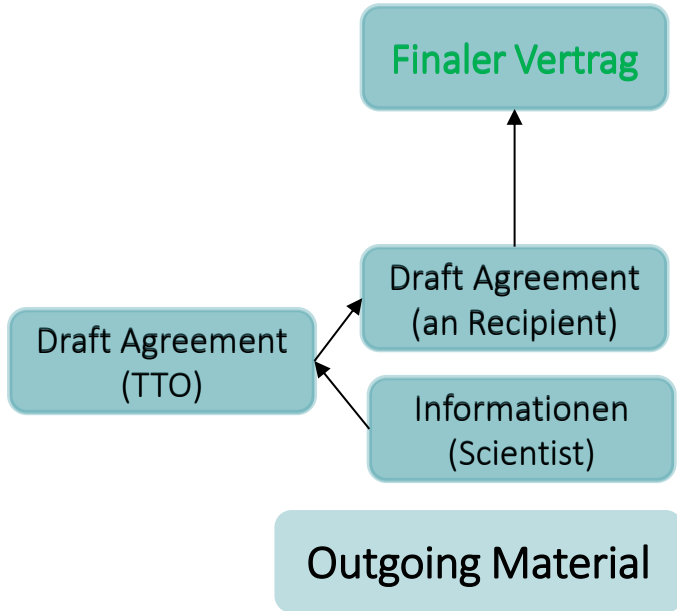 Finaler Vertrag
Draft Agreement
(an Recipient)
Draft Agreement
(TTO)
Informationen
(Scientist)
Outgoing Material